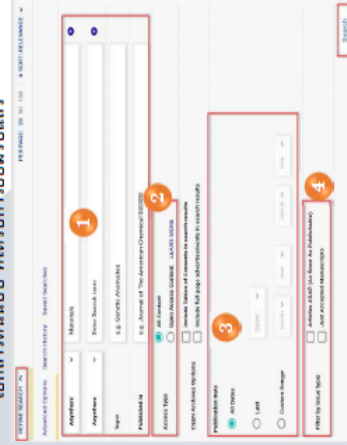 REFINE SEARCH
PER PAGE: 20 50 100
SORT: RELEVANCE
Advanced Options
Search History
Saved Searches
Anywhere
Materials
1
Anywhere
Enter Search term
Topic
e.g. Genetic Anomalies
Published in
e.g. Journal of The American Chemical Society
2
Access Type
All Content
Open Access Content LEARN MORE
Include Tables of Contents in search results
Include full page advertisements in search results
Publication Date
3
All Dates
Last
Custom Range
Filter by Issue Type
4
Articles ASAP (As Soon As Publishable)
Just Accepted Manuscripts
Search